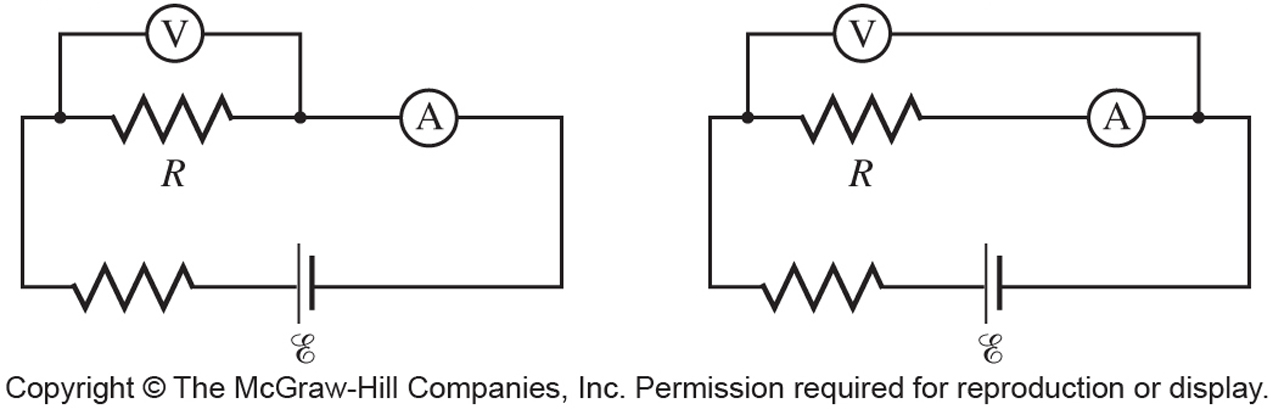 V V
A A
R R
ℰ ℰ
Copyright © The McGraw-Hill Companies, Inc. Permission required for reproduction or display.